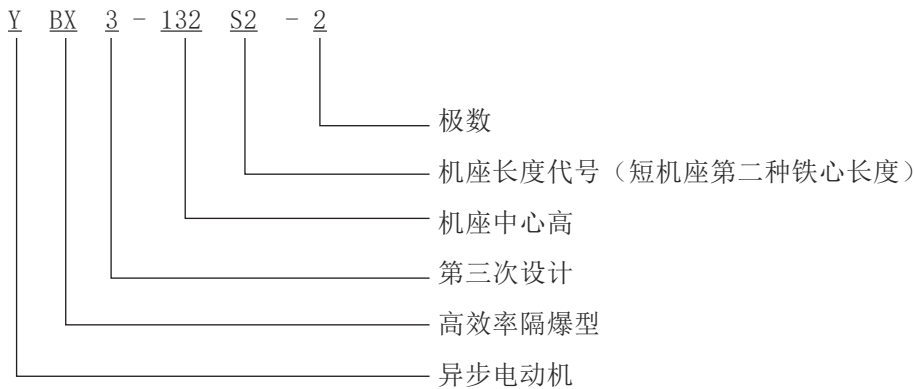 Y BX 3 - 132 S2 - 2
极数
机座长度代号（短机座第二种铁心长度）
机座中心高
第三次设计
高效率隔爆型
异步电动机